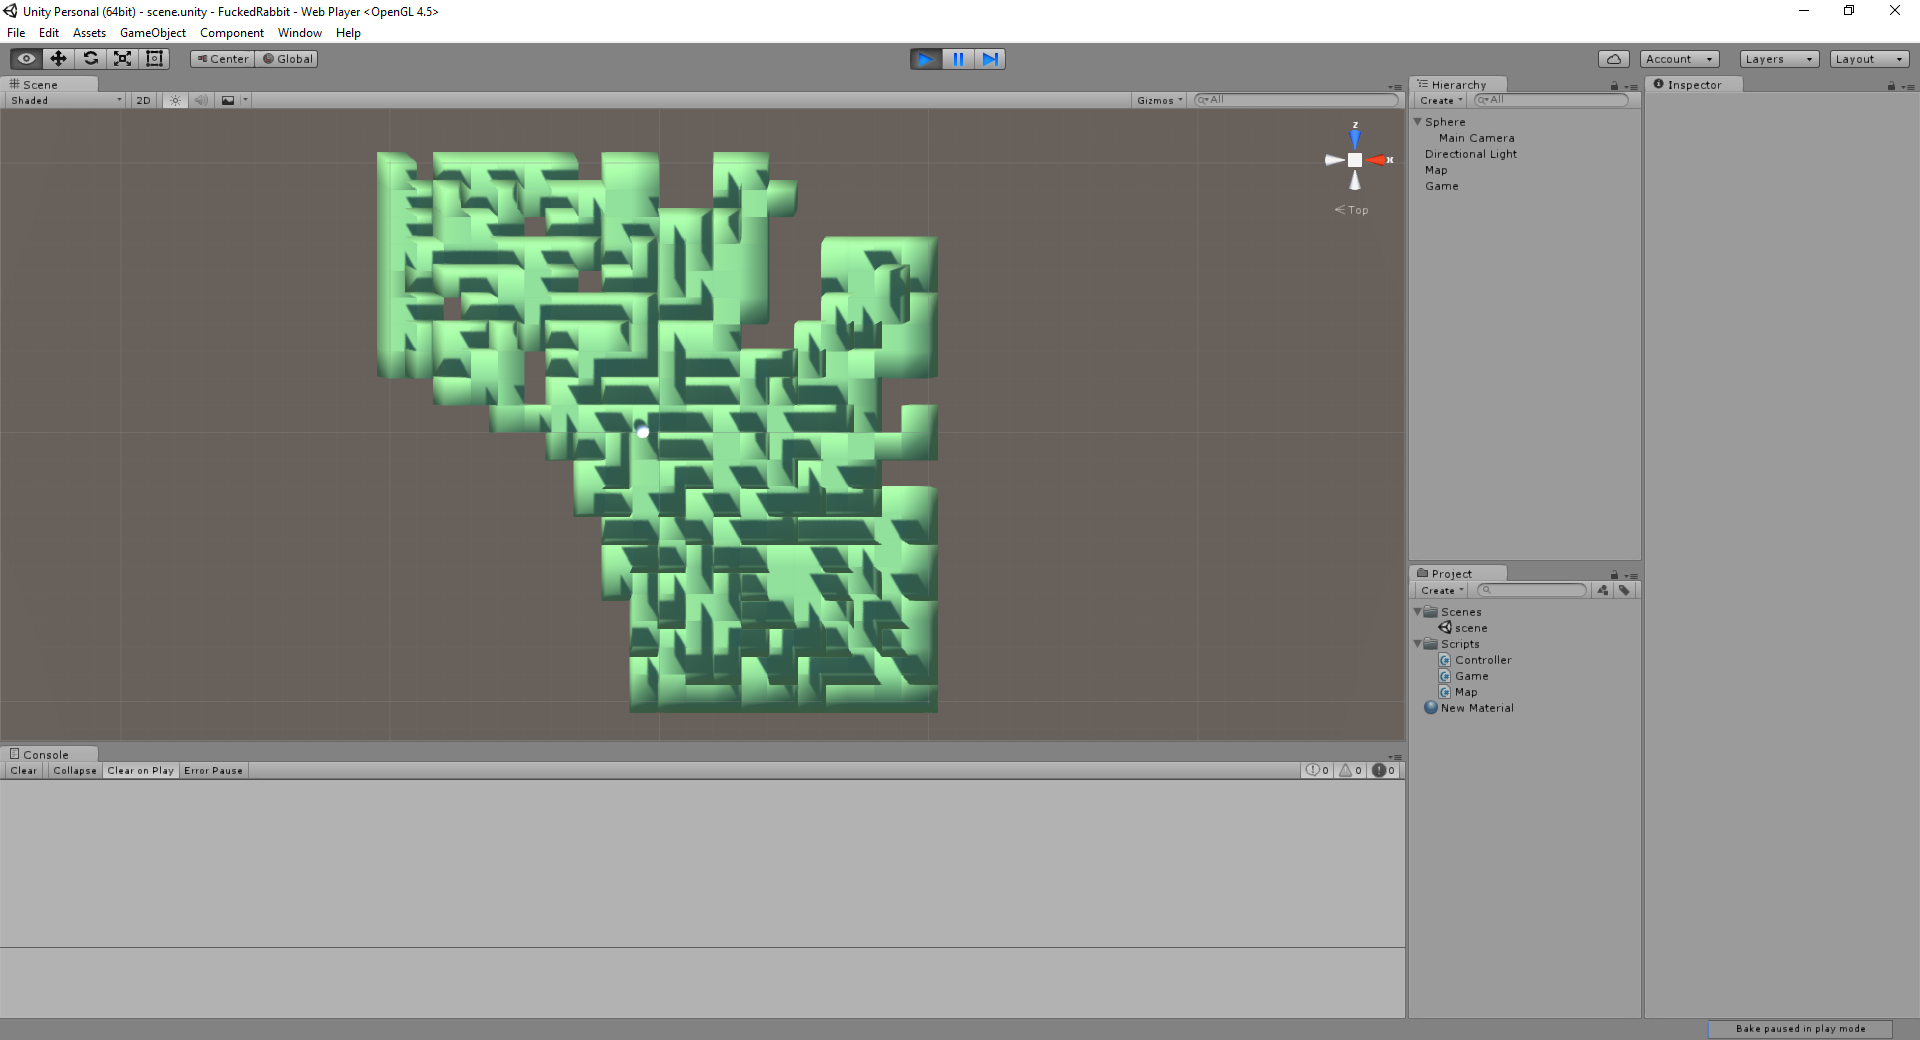 Unity Personal (64bit) - scene.unity - FuckedRabbit - Web Player <OpenGL 4.5>
File Edit Assets GameObject Component Window Help
Center Global Account Layers Layout
Scene
Shaded 2D Gizmos All
z
x
Top
Hierarchy
Create All
Sphere
Main Camera
Directional Light
Map
Game
Inspector
Project
Create
Scenes
scene
Scripts
Controller
Game
Map
New Material
Console
Clear Collapse Clear on Play Error Pause 0 0 0
Bake paused in play mode